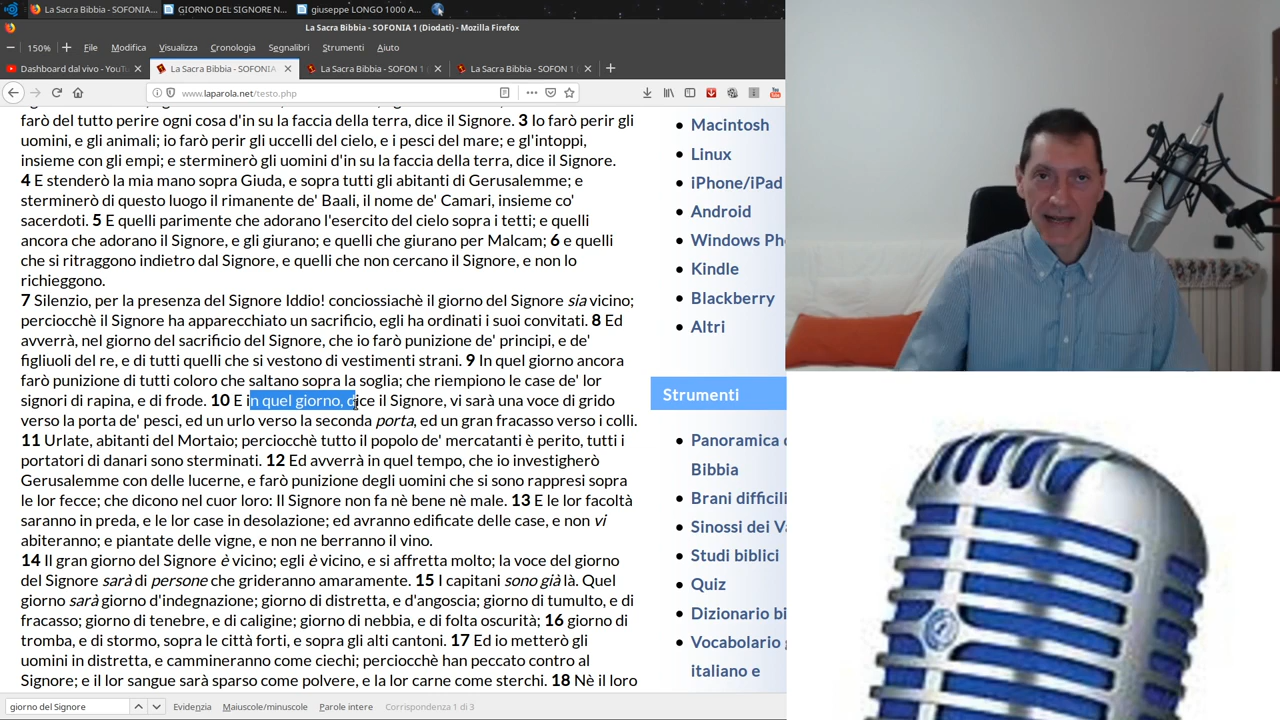 La Sacra Bibbia - SOFONIA...
GIORNO DEL SIGNORE N...
giuseppe LONGO 1000 A...
La Sacra Bibbia - SOFONIA 1 (Diodati) - Mozilla Firefox
150%
File Modifica Visualizza Cronologia Segnalibri Strumenti Aiuto
Dashboard dal vivo - YouTu
La Sacra Bibbia - SOFONIA
La Sacra Bibbia - SOFON 1
La Sacra Bibbia - SOFON 1
www.laparola.net/testo.php
farò del tutto perire ogni cosa d'in su la faccia della terra, dice il Signore. 3 Io farò perir gli
uomini, e gli animali; io farò perir gli uccelli del cielo, e i pesci del mare; e gl'intoppi,
insieme con gli empi; e sterminerò gli uomini d'in su la faccia della terra, dice il Signore.
4 E stenderò la mia mano sopra Giuda, e sopra tutti gli abitanti di Gerusalemme; e
sterminerò di questo luogo il rimanente de' Baali, il nome de' Camari, insieme co'
sacerdoti. 5 E quelli parimente che adorano l'esercito del cielo sopra i tetti; e quelli
ancora che adorano il Signore, e gli giurano; e quelli che giurano per Malcam; 6 e quelli
che si ritraggono indietro dal Signore, e quelli che non cercano il Signore, e non lo
richieggono.
7 Silenzio, per la presenza del Signore Iddio! conciossiachè il giorno del Signore sia vicino;
perciocchè il Signore ha apparecchiato un sacrificio, egli ha ordinati i suoi convitati. 8 Ed
avverrà, nel giorno del sacrificio del Signore, che io farò punizione de' principi, e de'
figliuoli del re, e di tutti quelli che si vestono di vestimenti strani. 9 In quel giorno ancora
farò punizione di tutti coloro che saltano sopra la soglia; che riempiono le case de' lor
signori di rapina, e di frode. 10 E in quel giorno, dice il Signore, vi sarà una voce di grido
verso la porta de' pesci, ed un urlo verso la seconda porta, ed un gran fracasso verso i colli.
11 Urlate, abitanti del Mortaio; perciocchè tutto il popolo de' mercatanti è perito, tutti i
portatori di danari sono sterminati. 12 Ed avverrà in quel tempo, che io investigherò
Gerusalemme con delle lucerne, e farò punizione degli uomini che si sono rappresi sopra
le lor fecce; che dicono nel cuor loro: Il Signore non fa nè bene nè male. 13 E le lor facoltà
saranno in preda, e le lor case in desolazione; ed avranno edificate delle case, e non vi
abiteranno; e piantate delle vigne, e non ne berranno il vino.
14 Il gran giorno del Signore è vicino; egli è vicino, e si affretta molto; la voce del giorno
del Signore sarà di persone che grideranno amaramente. 15 I capitani sono già là. Quel
giorno sarà giorno d'indegnazione; giorno di distretta, e d'angoscia; giorno di tumulto, e di
fracasso; giorno di tenebre, e di caligine; giorno di nebbia, e di folta oscurità; 16 giorno di
tromba, e di stormo, sopra le città forti, e sopra gli alti cantoni. 17 Ed io metterò gli
uomini in distretta, e cammineranno come ciechi; perciocchè han peccato contro al
Signore; e il lor sangue sarà sparso come polvere, e la lor carne come sterchi. 18 Nè il loro
Macintosh
Linux
iPhone/iPad
Android
Windows Ph
Kindle
Blackberry
Altri
Strumenti
Panoramica d
Bibbia
Brani difficili
Sinossi dei Va
Studi biblici
Quiz
Dizionario bi
Vocabolario g
italiano e
giorno del Signore
Evidenzia Maiuscole/minuscole Parole intere Corrispondenza 1 di 3